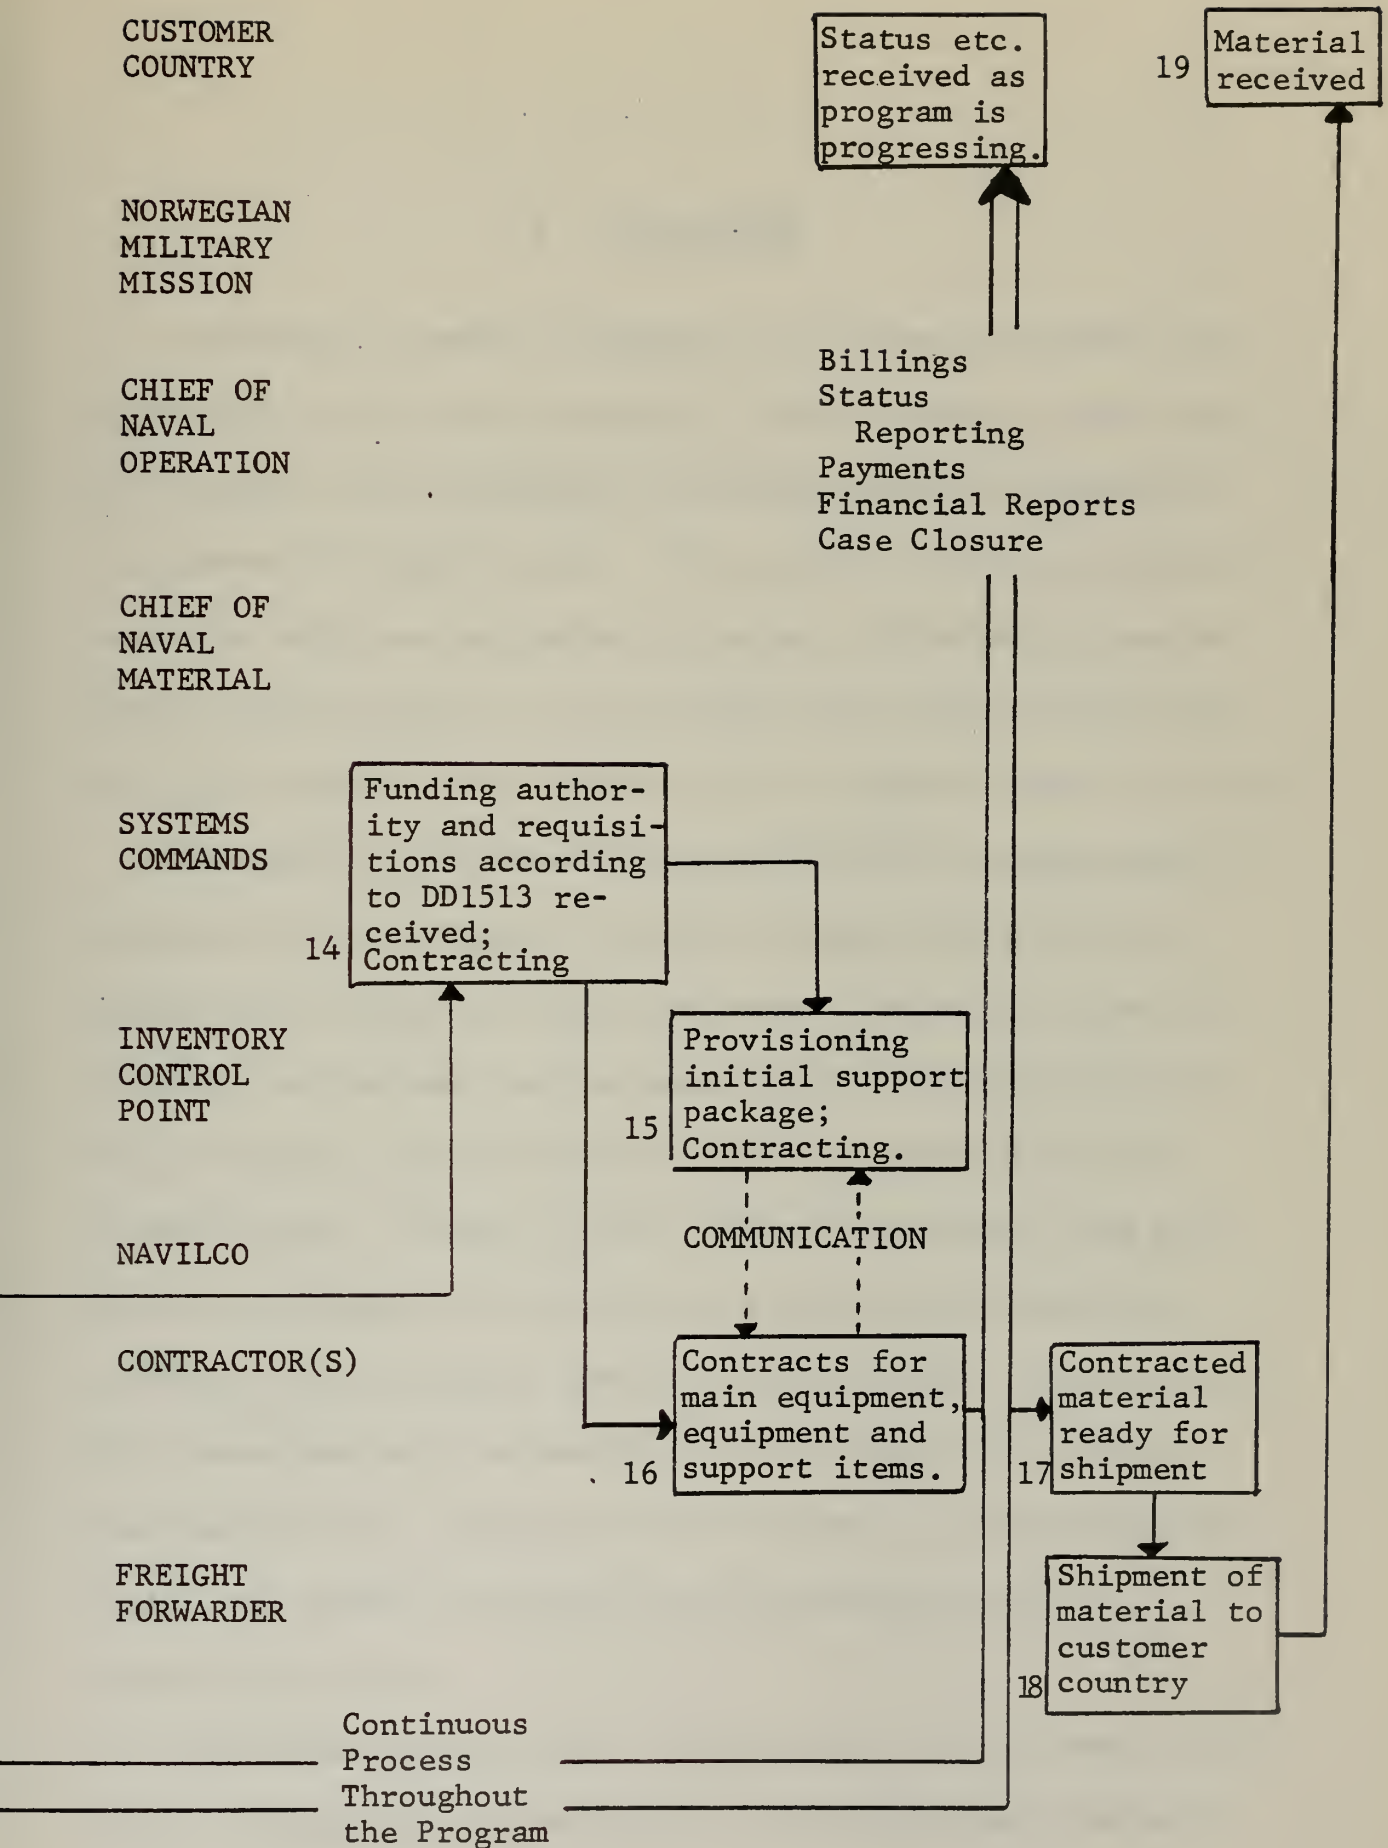 CUSTOMER
COUNTRY
Status etc.
received as
program is
progressing.
19
Material
received
NORWEGIAN
MILITARY
MISSION
CHIEF OF
NAVAL
OPERATION
Billings
Status
Reporting
Payments
Financial Reports
Case Closure
CHIEF OF
NAVAL
MATERIAL
SYSTEMS
COMMANDS
14
Funding author-
ity and requisi-
tions according
to DD1513 re-
ceived;
Contracting
INVENTORY
CONTROL
POINT
15
Provisioning
initial support
package;
Contracting.
COMMUNICATION
NAVILCO
CONTRACTOR(S)
16
Contracts for
main equipment,
equipment and
support items.
17
Contracted
material
ready for
shipment
FREIGHT
FORWARDER
18
Shipment of
material to
customer
country
Continuous
Process
Throughout
the Program